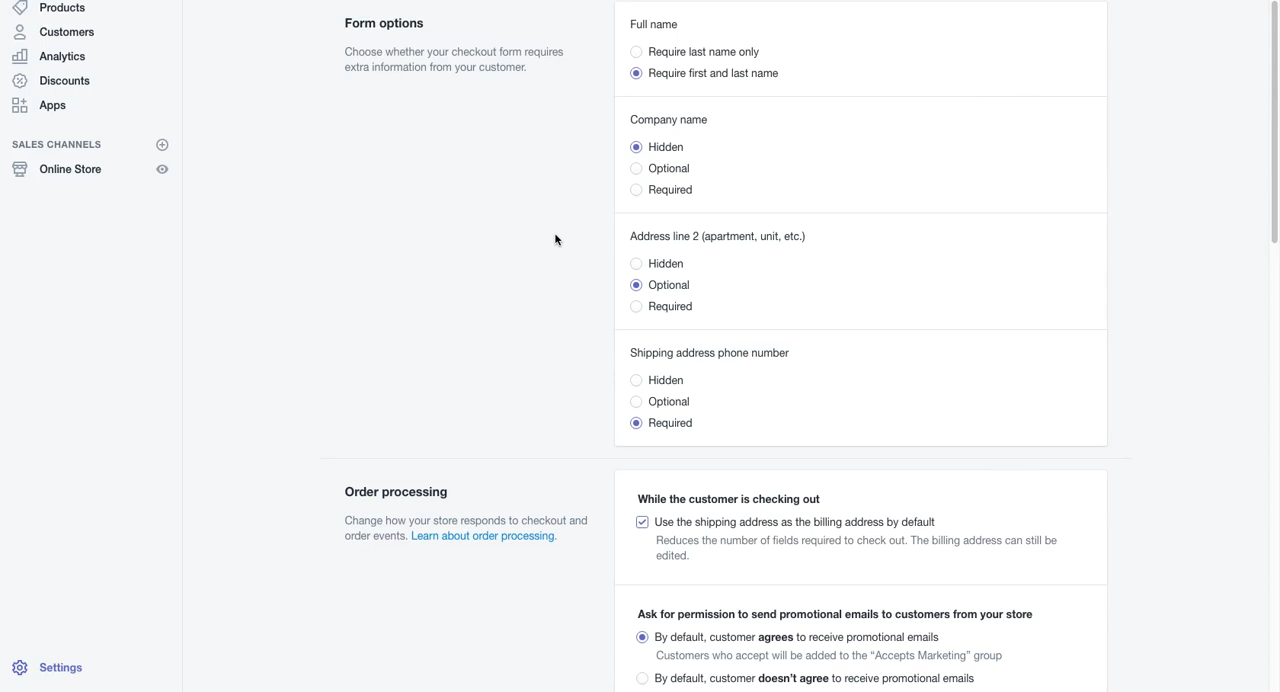 Products
Customers
Analytics
Discounts
Apps
SALES CHANNELS
Online Store
Settings
Form options
Choose whether your checkout form requires
extra information from your customer.
Full name
Require last name only
Require first and last name
Company name
Hidden
Optional
Required
Address line 2 (apartment, unit, etc.)
Hidden
Optional
Required
Shipping address phone number
Hidden
Optional
Required
Order processing
Change how your store responds to checkout and
order events. Learn about order processing.
While the customer is checking out
Use the shipping address as the billing address by default
Reduces the number of fields required to check out. The billing address can still be
edited.
Ask for permission to send promotional emails to customers from your store
By default, customer agrees to receive promotional emails
Customers who accept will be added to the “Accepts Marketing” group
By default, customer doesn’t agree to receive promotional emails